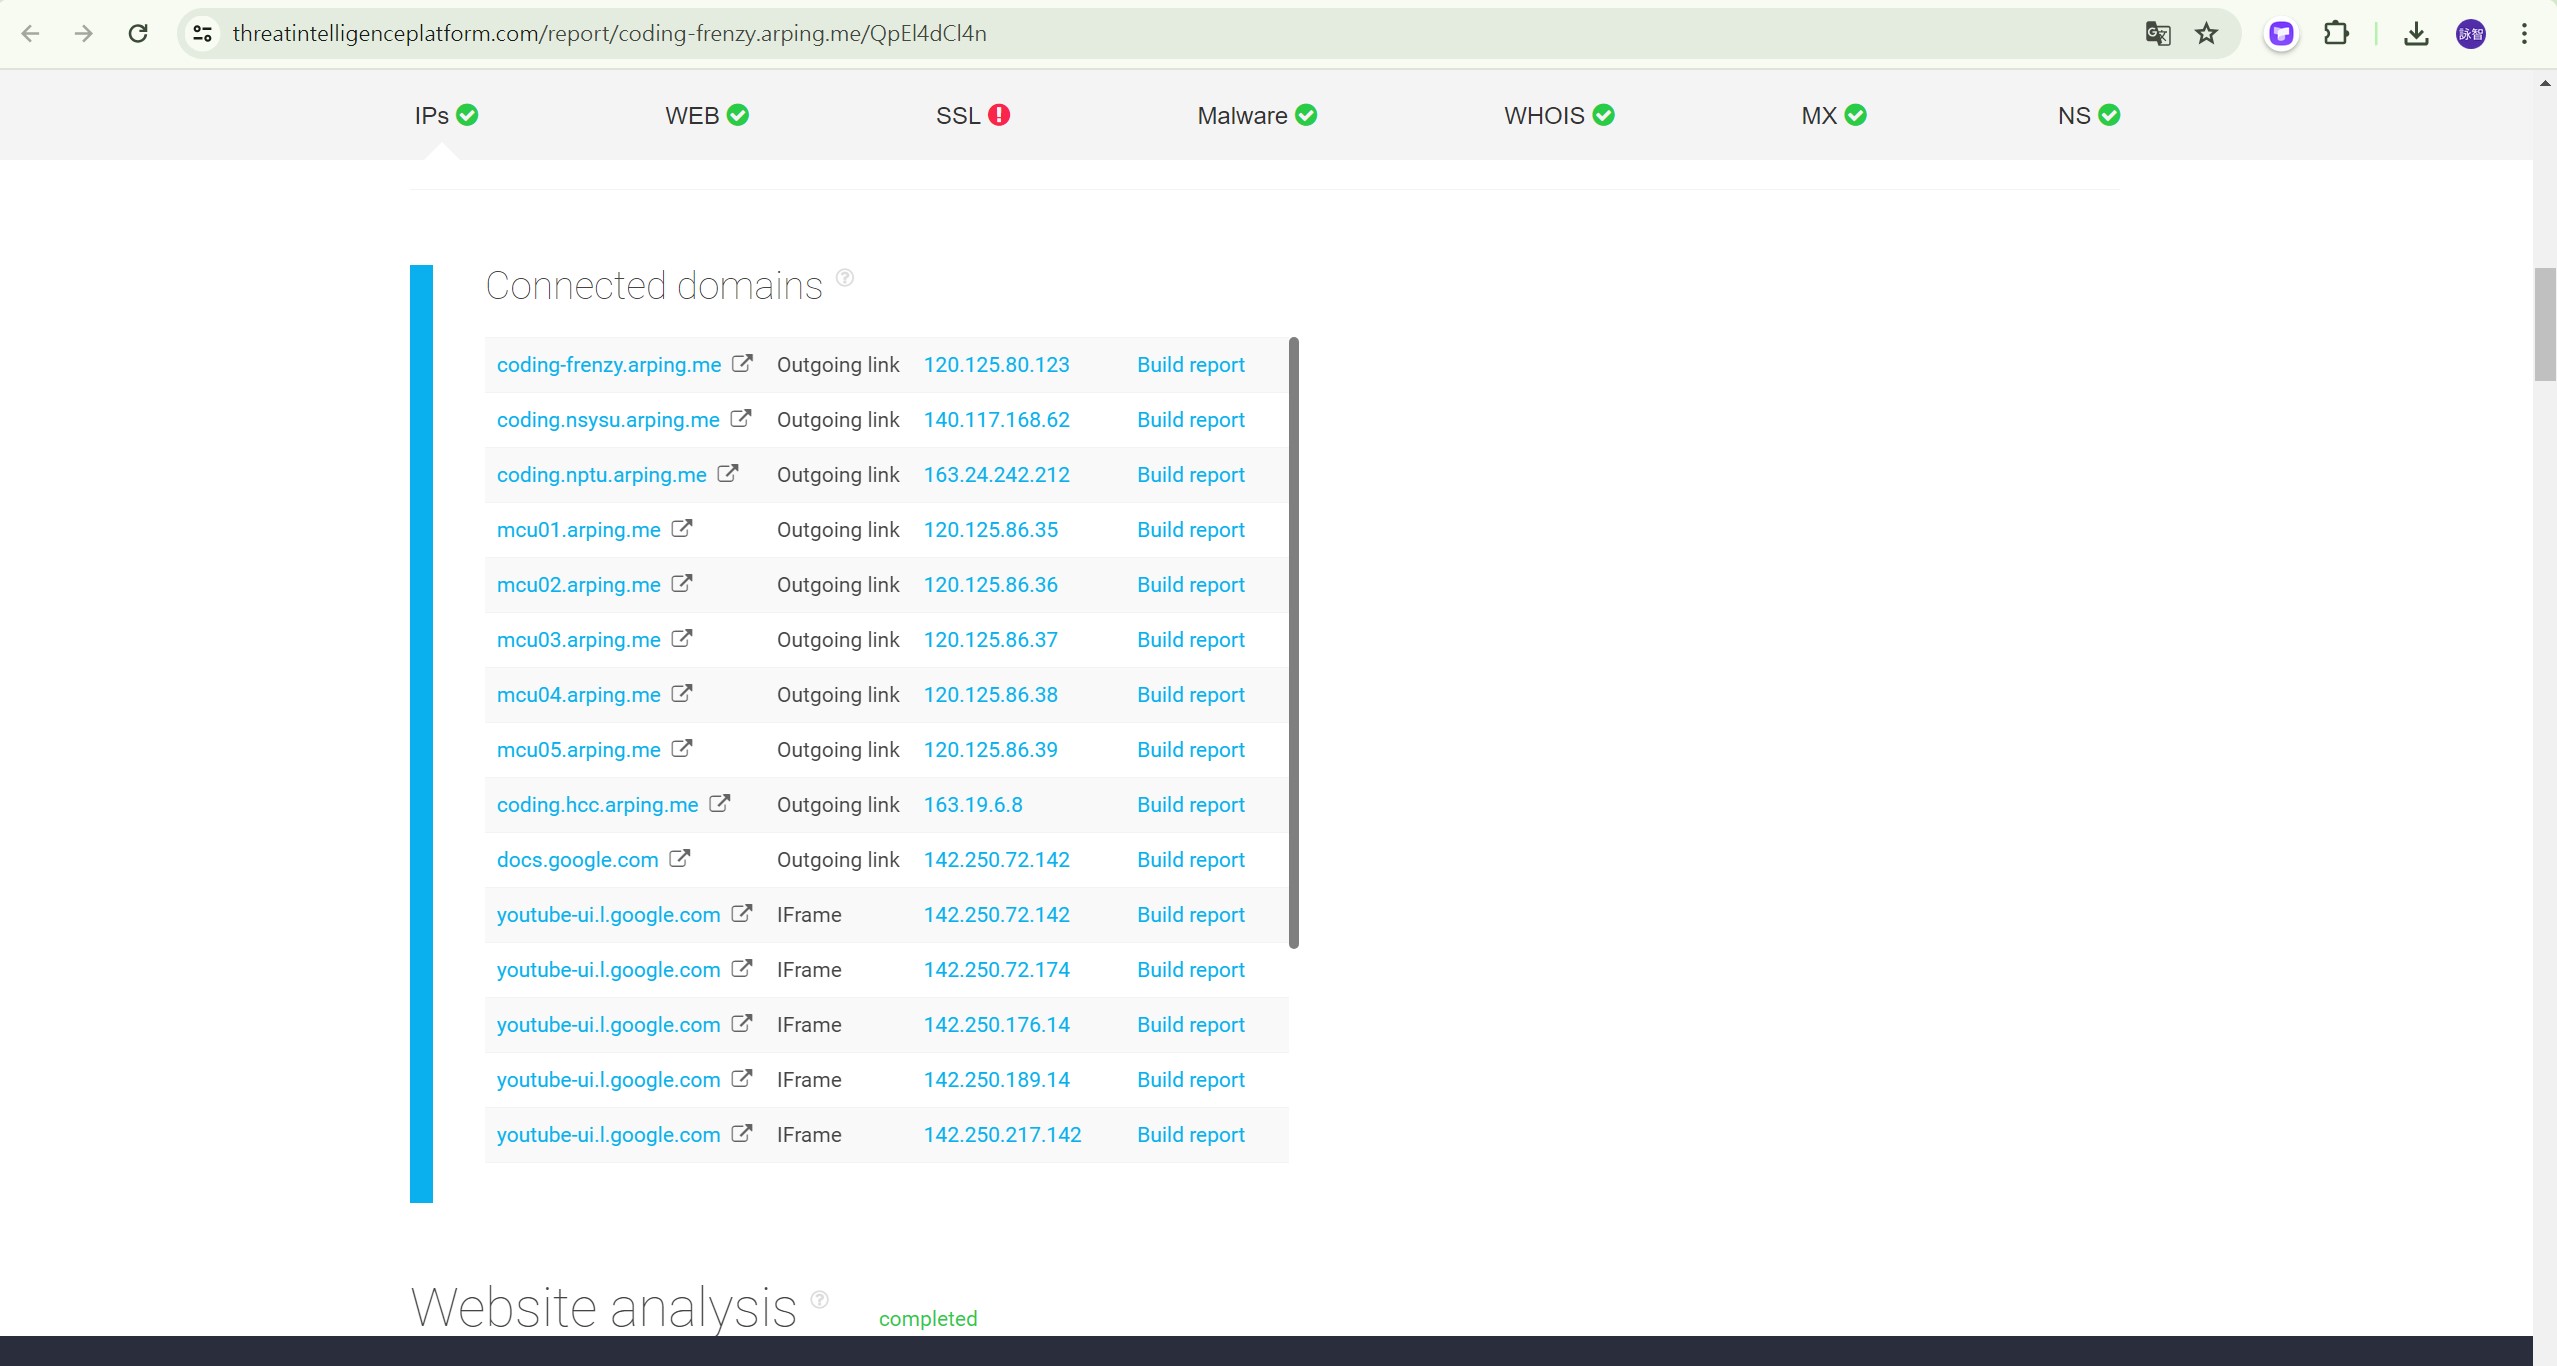 threatintelligenceplatform.com/report/coding-frenzy.arping.me/QpEl4dCl4n
詠智
IPs WEB SSL Malware WHOIS MX NS
Connected domains
coding-frenzy.arping.me Outgoing link 120.125.80.123 Build report
coding.nsysu.arping.me Outgoing link 140.117.168.62 Build report
coding.nptu.arping.me Outgoing link 163.24.242.212 Build report
mcu01.arping.me Outgoing link 120.125.86.35 Build report
mcu02.arping.me Outgoing link 120.125.86.36 Build report
mcu03.arping.me Outgoing link 120.125.86.37 Build report
mcu04.arping.me Outgoing link 120.125.86.38 Build report
mcu05.arping.me Outgoing link 120.125.86.39 Build report
coding.hcc.arping.me Outgoing link 163.19.6.8 Build report
docs.google.com Outgoing link 142.250.72.142 Build report
youtube-ui.l.google.com IFrame 142.250.72.142 Build report
youtube-ui.l.google.com IFrame 142.250.72.174 Build report
youtube-ui.l.google.com IFrame 142.250.176.14 Build report
youtube-ui.l.google.com IFrame 142.250.189.14 Build report
youtube-ui.l.google.com IFrame 142.250.217.142 Build report
Website analysis completed